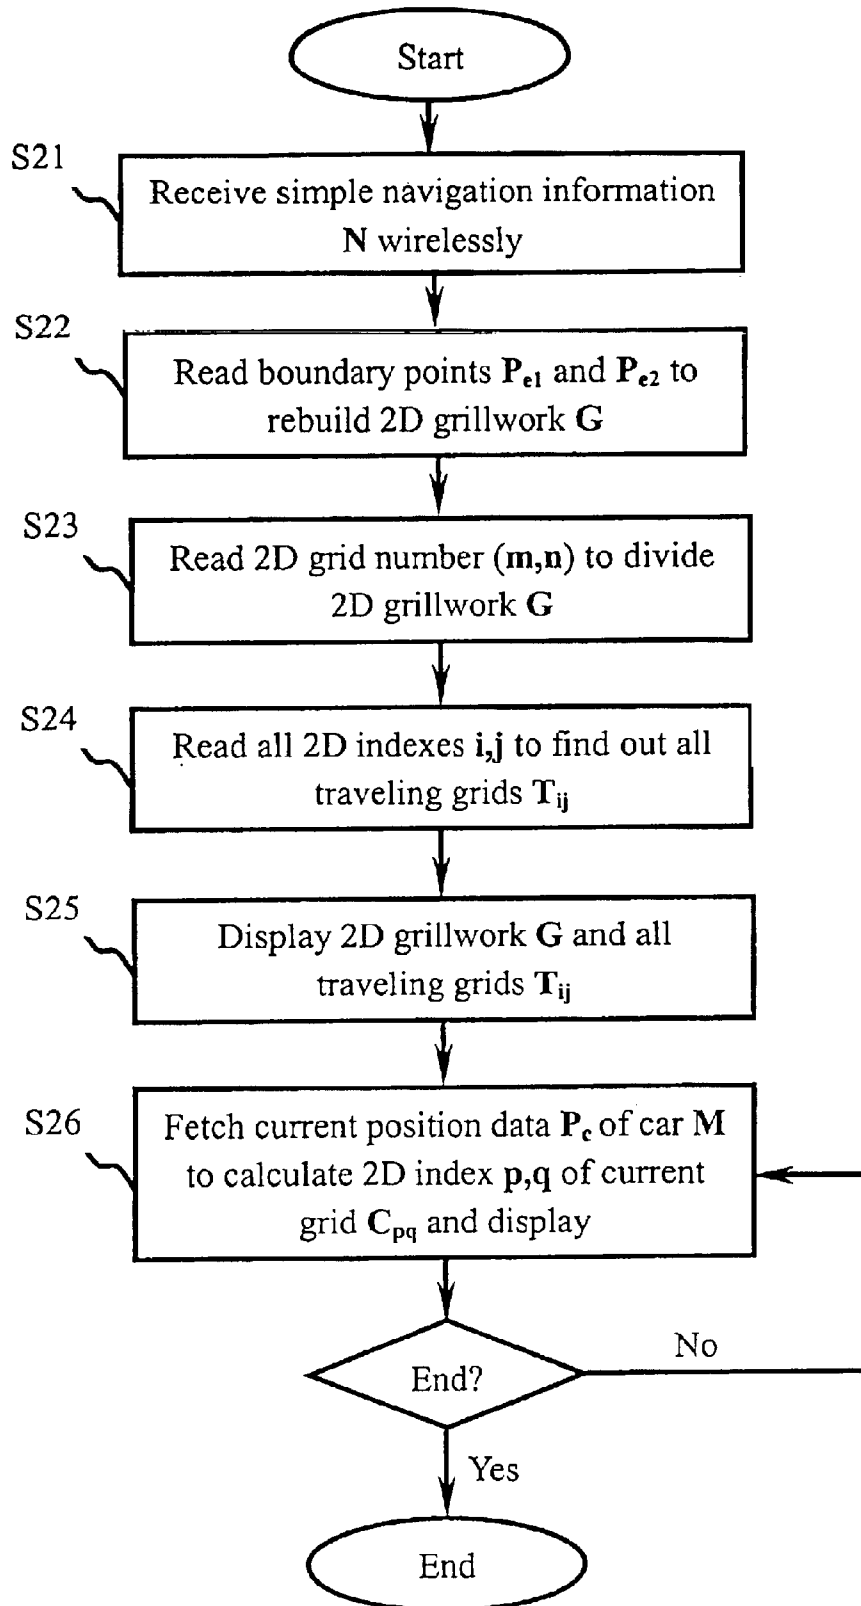 Start
S21
Receive simple navigation information
N wirelessly
S22
Read boundary points Pe1 and Pe2 to
rebuild 2D grillwork G
S23
Read 2D grid number (m,n) to divide
2D grillwork G
S24
Read all 2D indexes i,j to find out all
traveling grids Tij
S25
Display 2D grillwork G and all
traveling grids Tij
S26
Fetch current position data Pc of car M
to calculate 2D index p,q of current
grid Cpq and display
End?
No
Yes
End